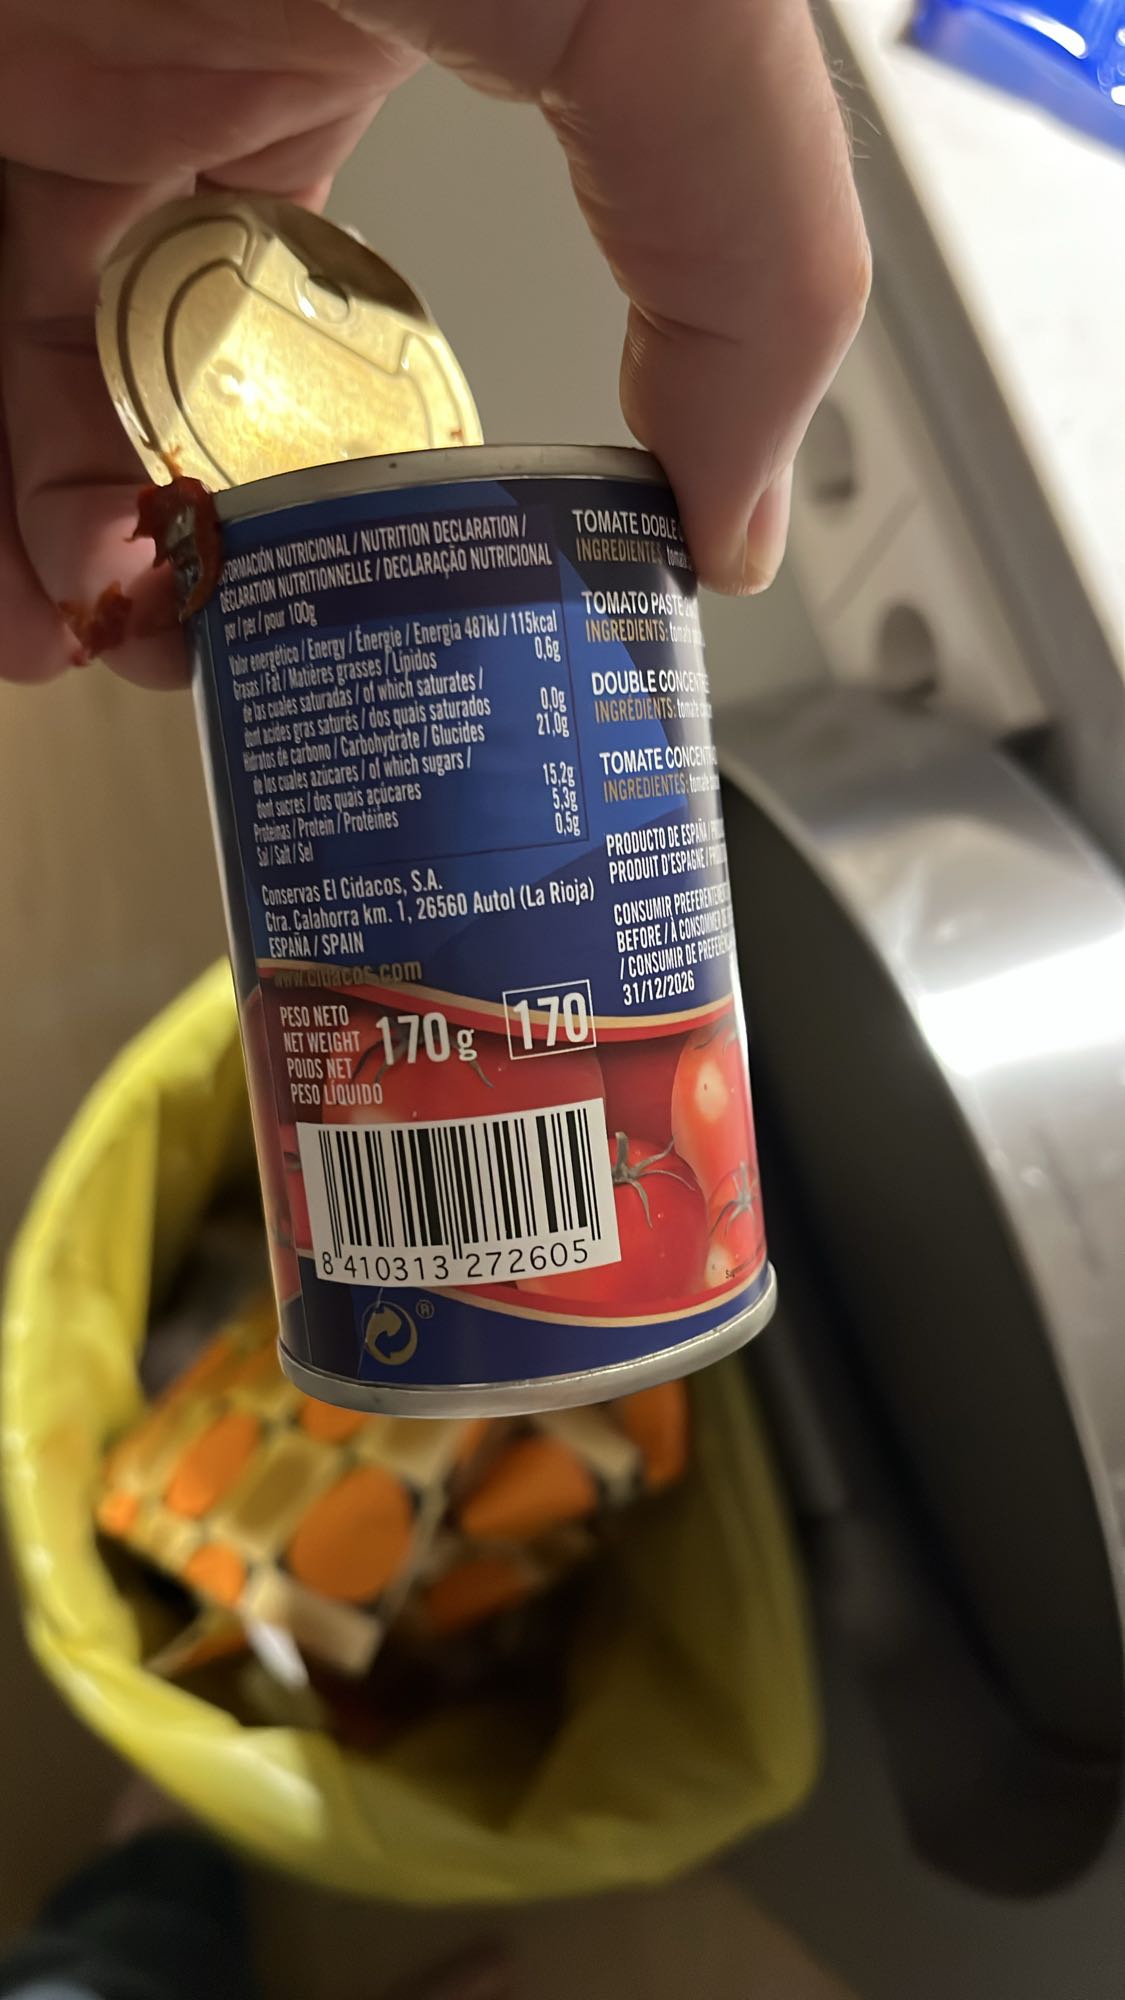 INFORMACIÓN NUTRICIONAL / NUTRITION DECLARATION /
DÉCLARATION NUTRITIONNELLE / DECLARAÇÃO NUTRICIONAL
por / per / pour 100g
Valor energético / Energy / Énergie / Energia 487kJ / 115kcal
Grasas / Fat / Matières grasses / Lípidos 0,6g
de las cuales saturadas / of which saturates /
dont acides gras saturés / dos quais saturados 0,0g
Hidratos de carbono / Carbohydrate / Glucides 21,0g
de los cuales azúcares / of which sugars /
dont sucres / dos quais açúcares 15,2g
Proteínas / Protein / Protéines 5,3g
Sal / Salt / Sel 0,5g
Conservas El Cidacos, S.A.
Ctra. Calahorra km. 1, 26560 Autol (La Rioja)
ESPAÑA / SPAIN
www.cidacos.com
PESO NETO
NET WEIGHT
POIDS NET
PESO LÍQUIDO
170g
170
8 410313 272605
®
TOMATE DOBLE
INGREDIENTES
TOMATO PASTE
INGREDIENTS:
DOUBLE
INGRÉDIENTS:
TOMATE
INGREDIENTES:
PRODUCTO DE ESPAÑA /
PRODUIT D'ESPAGNE /
CONSUMIR
BEFORE / À CONSOMMER
/ CONSUMIR DE
31/12/2026